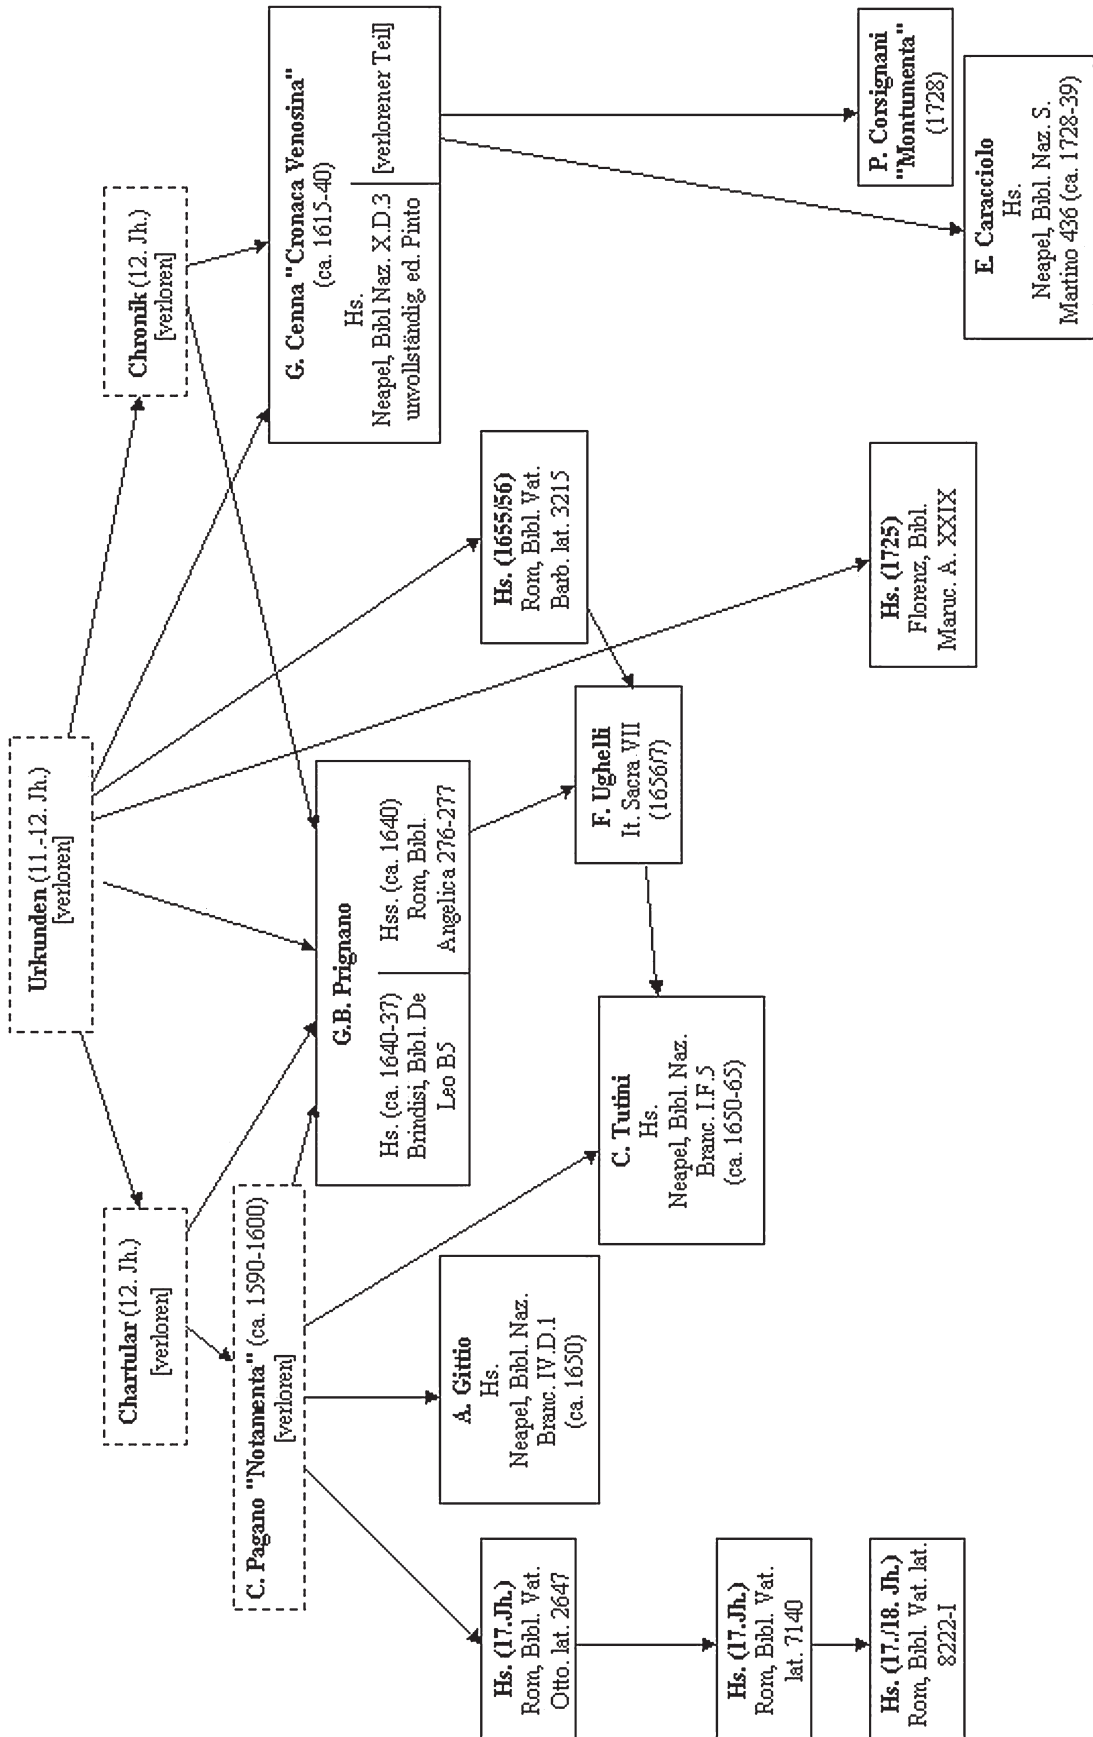 Urkunden (11.-12. Jh.)
[verloren]
Chartular (12. Jh.)
[verloren]
Chronik (12. Jh.)
[verloren]
C. Pagano "Notamenta" (ca. 1590-1600)
[verloren]
G.B. Prignano
Hs. (ca. 1640-37)
Brindisi, Bibl. De
Leo B5
Hss. (ca. 1640)
Rom, Bibl.
Angelica 276-277
G. Cenna "Cronaca Venosina"
(ca. 1615-40)
Hs.
Neapel, Bibl Naz. X.D.3
unvollständig, ed. Pinto
[verlorener Teil]
A. Gittio
Hs.
Neapel, Bibl. Naz.
Branc. IV.D.1
(ca. 1650)
Hs. (17.Jh.)
Rom, Bibl. Vat.
Otto. lat. 2647
Hs. (1655/56)
Rom, Bibl. Vat.
Barb. lat. 3215
F. Ughelli
It. Sacra VII
(1656/7)
C. Tutini
Hs.
Neapel, Bibl. Naz.
Branc. I.F.5
(ca. 1650-65)
Hs. (17.Jh.)
Rom, Bibl. Vat.
lat. 7140
Hs. (17./18. Jh.)
Rom, Bibl. Vat. lat.
8222-I
Hs. (1725)
Florenz, Bibl.
Maruc. A. XXIX
P. Corsignani
"Montumenta"
(1728)
E. Caracciolo
Hs.
Neapel, Bibl. Naz. S.
Martino 436 (ca. 1728-39)